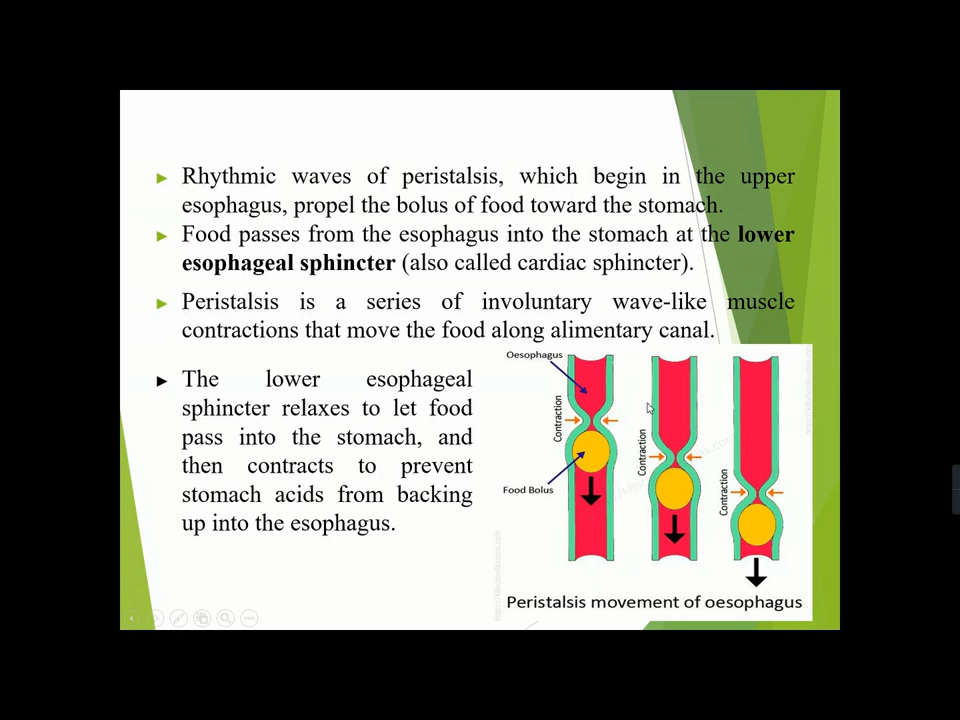 Rhythmic waves of peristalsis, which begin in the upper
esophagus, propel the bolus of food toward the stomach.
Food passes from the esophagus into the stomach at the lower
esophageal sphincter (also called cardiac sphincter).
Peristalsis is a series of involuntary wave-like muscle
contractions that move the food along alimentary canal.
The lower esophageal
sphincter relaxes to let food
pass into the stomach, and
then contracts to prevent
stomach acids from backing
up into the esophagus.
Oesophagus
Contraction
Contraction
Contraction
Food Bolus
Peristalsis movement of oesophagus